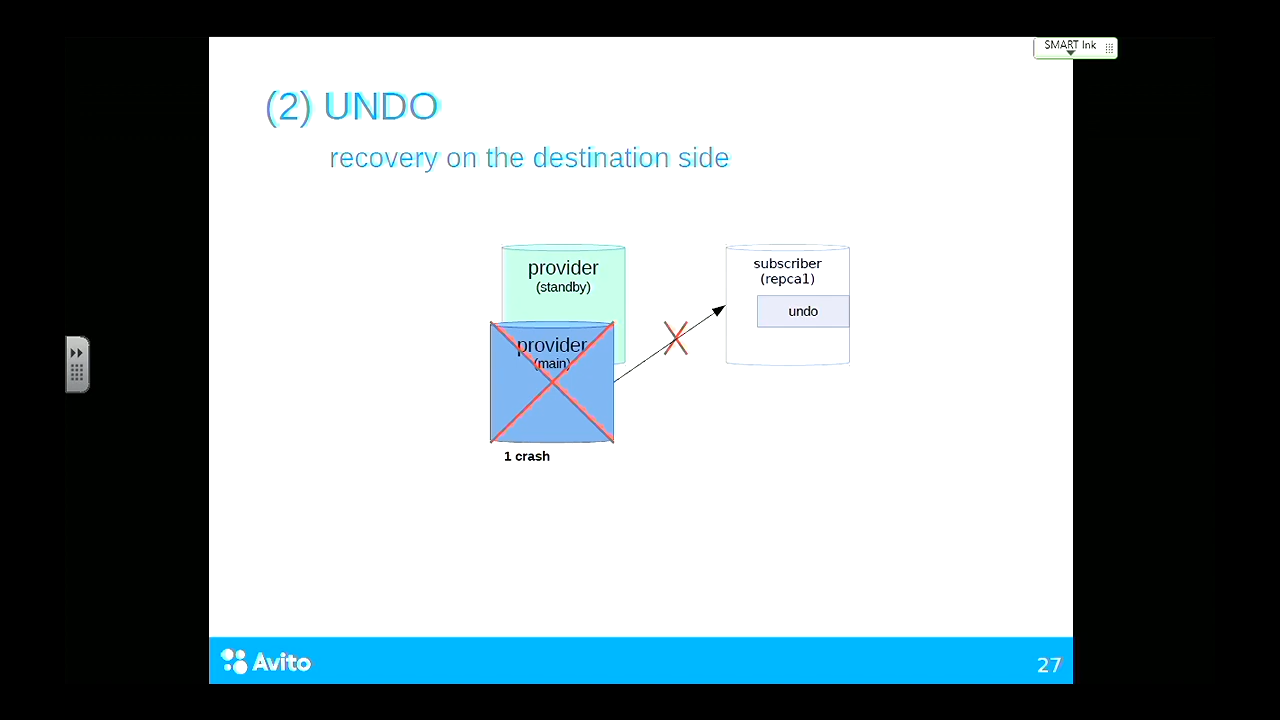 SMART Ink
(2) UNDO
recovery on the destination side
provider
(standby)
subscriber
(repca1)
undo
provider
(main)
1 crash
Avito
27